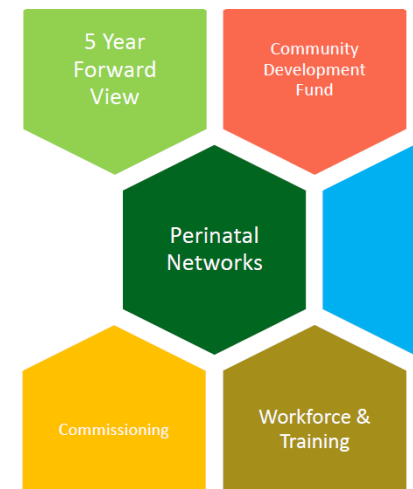 5 Year
Forward
View
Community
Development
Fund
Perinatal
Networks
Commissioning
Workforce &
Training